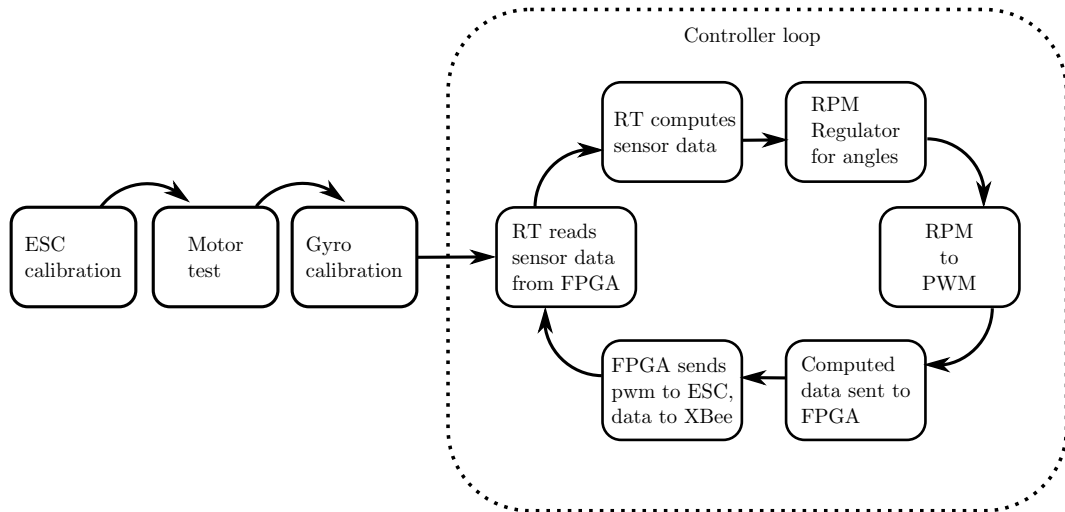 Controller loop
ESC
calibration
Motor
test
Gyro
calibration
RT reads
sensor data
from FPGA
RT computes
sensor data
RPM
Regulator
for angles
RPM
to
PWM
Computed
data sent to
FPGA
FPGA sends
pwm to ESC,
data to XBee